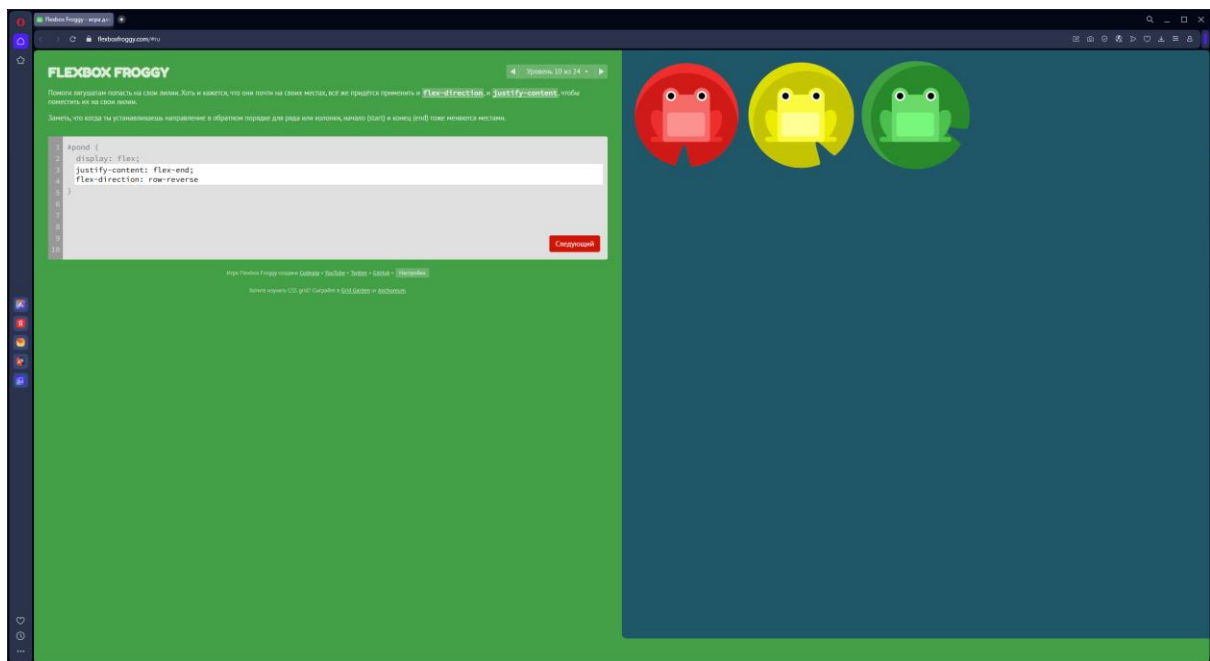 Flexbox Froggy - игра дл
flexboxfroggy.com/#ru
FLEXBOX FROGGY
Уровень 10 из 24
Помоги лягушатам попасть на свои лилии. Хоть и кажется, что они почти на своих местах, всё же придётся применить и flex-direction, и justify-content, чтобы
поместить их на свои лилии.
Заметь, что когда ты устанавливаешь направление в обратном порядке для ряда или колонки, начало (start) и конец (end) тоже меняются местами.
1 #pond {
2 display: flex;
3 justify-content: flex-end;
4 flex-direction: row-reverse
5 }
6
7
8
9
10
Следующий
Игра Flexbox Froggy создана Codepip • YouTube • Twitter • GitHub • Настройки
Хотите изучить CSS grid? Сыграйте в Grid Garden и Anchoreum.